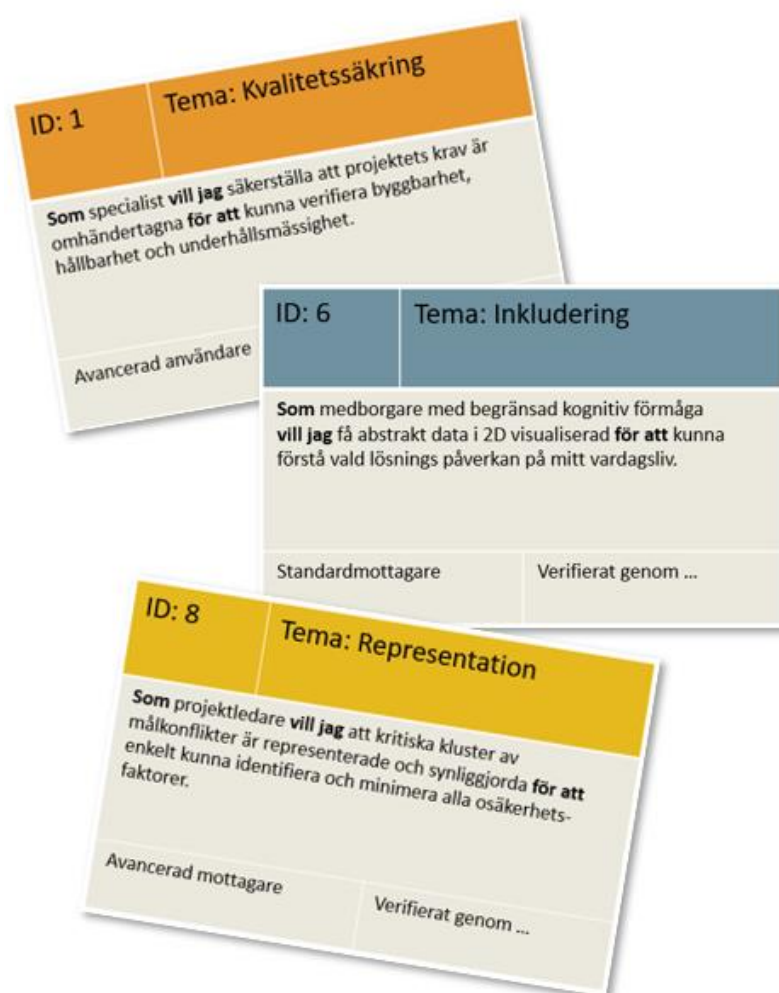 ID: 1
Tema: Kvalitetssäkring
Som specialist vill jag säkerställa att projektets krav är
omhändertagna för att kunna verifiera byggbarhet,
hållbarhet och underhållsmässighet.
Avancerad användare
ID: 6
Tema: Inkludering
Som medborgare med begränsad kognitiv förmåga
vill jag få abstrakt data i 2D visualiserad för att kunna
förstå vald lösnings påverkan på mitt vardagsliv.
Standardmottagare
Verifierat genom ...
ID: 8
Tema: Representation
Som projektledare vill jag att kritiska kluster av
målkonflikter är representerade och synliggjorda för att
enkelt kunna identifiera och minimera alla osäkerhets-
faktorer.
Avancerad mottagare
Verifierat genom ...